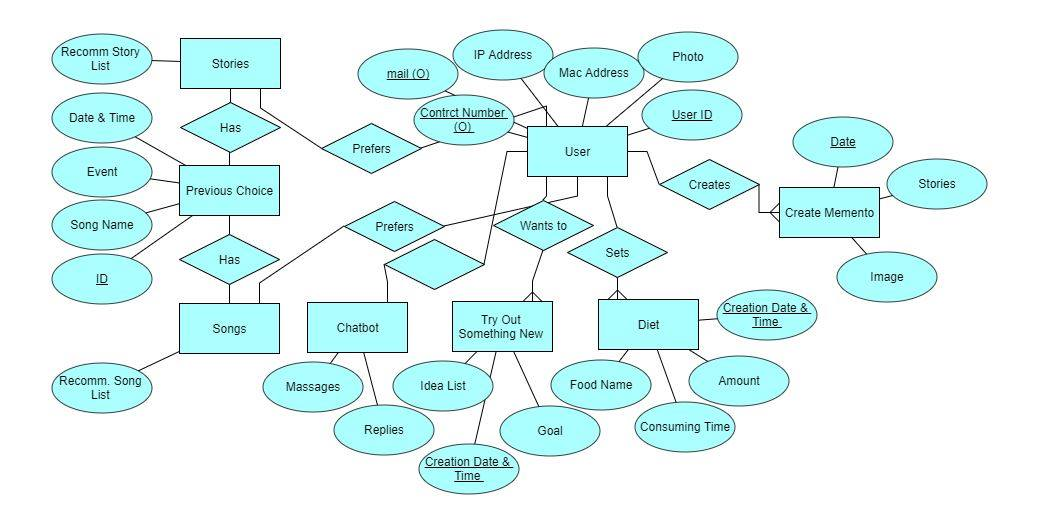 Recomm Story
List
Stories
mail (O)
IP Address
Mac Address
Photo
Date & Time
Has
Prefers
Contrct Number
(O)
User ID
Date
User
Event
Previous Choice
Creates
Stories
Create Memento
Song Name
Prefers
Wants to
Sets
Has
ID
Image
Songs
Chatbot
Try Out
Something New
Diet
Creation Date &
Time
Recomm. Song
List
Massages
Idea List
Food Name
Amount
Replies
Goal
Consuming Time
Creation Date &
Time